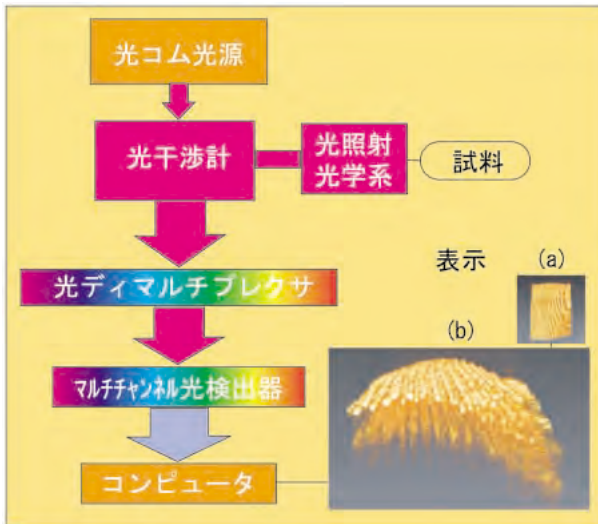 光コム光源
光干渉計
光照射
光学系
試料
光ディマルチプレクサ
表示
(a)
(b)
マルチチャンネル光検出器
コンピュータ